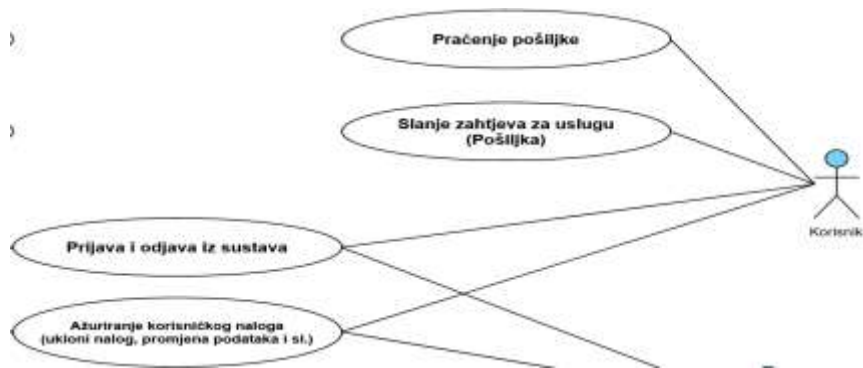 Praćenje pošiljke
Slanje zahtjeva za uslugu
(Pošiljka)
Korisnik
Prijava i odjava iz sustava
Ažuriranje korisničkog naloga
(ukloni nalog, promjena podataka i sl.)